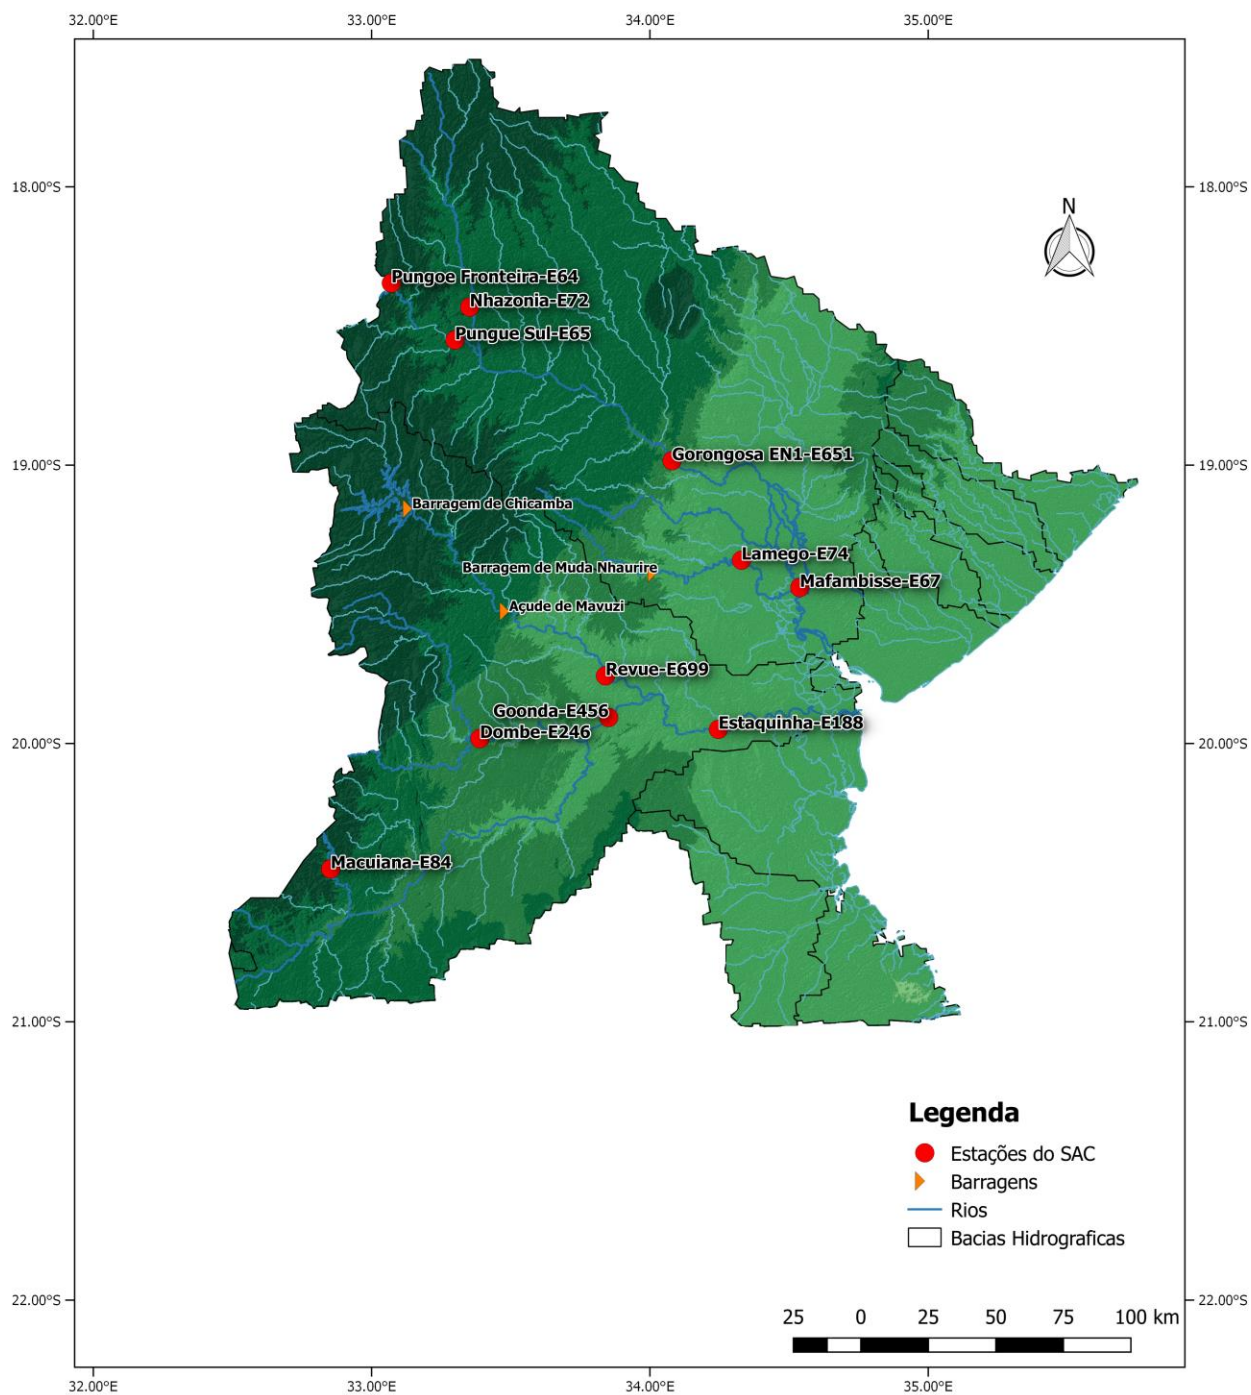 32.00°E 33.00°E 34.00°E 35.00°E
18.00°S 18.00°S
N
Pungoe Fronteira-E64
Nhazonia-E72
Pungue Sul-E65
Gorongosa EN1-E651
19.00°S 19.00°S
Barragem de Chicamba
Lamego-E74
Barragem de Muda Nhaurire
Mafambisse-E67
Açude de Mavuzi
Revue-E699
Goonda-E456
Estaquinha-E188
Dombe-E246
20.00°S 20.00°S
Macuiana-E84
21.00°S 21.00°S
Legenda
Estações do SAC
Barragens
Rios
Bacias Hidrograficas
22.00°S 22.00°S
25 0 25 50 75 100 km
32.00°E 33.00°E 34.00°E 35.00°E